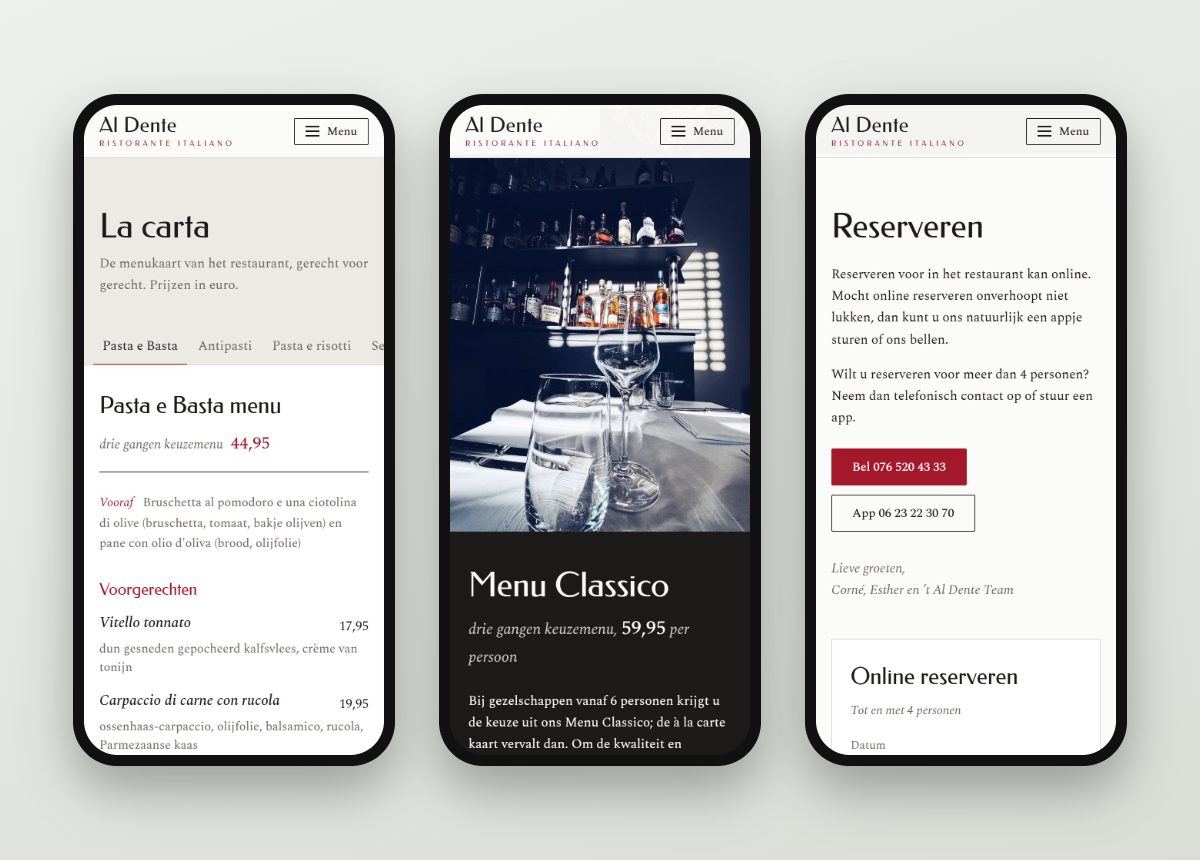 Al Dente
RISTORANTE ITALIANO
Menu
La carta
De menukaart van het restaurant, gerecht voor
gerecht. Prijzen in euro.
Pasta e Basta Antipasti Pasta e risotti Se
Pasta e Basta menu
drie gangen keuzemenu 44,95
Vooraf Bruschetta al pomodoro e una ciotolina
di olive (bruschetta, tomaat, bakje olijven) en
pane con olio d'oliva (brood, olijfolie)
Voorgerechten
Vitello tonnato 17,95
dun gesneden gepocheerd kalfsvlees, crème van
tonijn
Carpaccio di carne con rucola 19,95
ossenhaas-carpaccio, olijfolie, balsamico, rucola,
Parmezaanse kaas
Al Dente
RISTORANTE ITALIANO
Menu
Menu Classico
drie gangen keuzemenu, 59,95 per
persoon
Bij gezelschappen vanaf 6 personen krijgt u
de keuze uit ons Menu Classico; de à la carte
kaart vervalt dan. Om de kwaliteit en
Al Dente
RISTORANTE ITALIANO
Menu
Reserveren
Reserveren voor in het restaurant kan online.
Mocht online reserveren onverhoopt niet
lukken, dan kunt u ons natuurlijk een appje
sturen of ons bellen.
Wilt u reserveren voor meer dan 4 personen?
Neem dan telefonisch contact op of stuur een
app.
Bel 076 520 43 33
App 06 23 22 30 70
Lieve groeten,
Corné, Esther en 't Al Dente Team
Online reserveren
Tot en met 4 personen
Datum